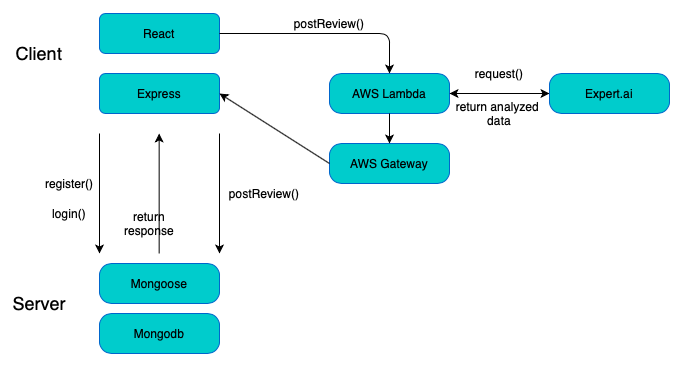 React
postReview()
Client
request()
Express
AWS Lambda
Expert.ai
return analyzed
data
AWS Gateway
register()
postReview()
login()
return
response
Mongoose
Server
Mongodb